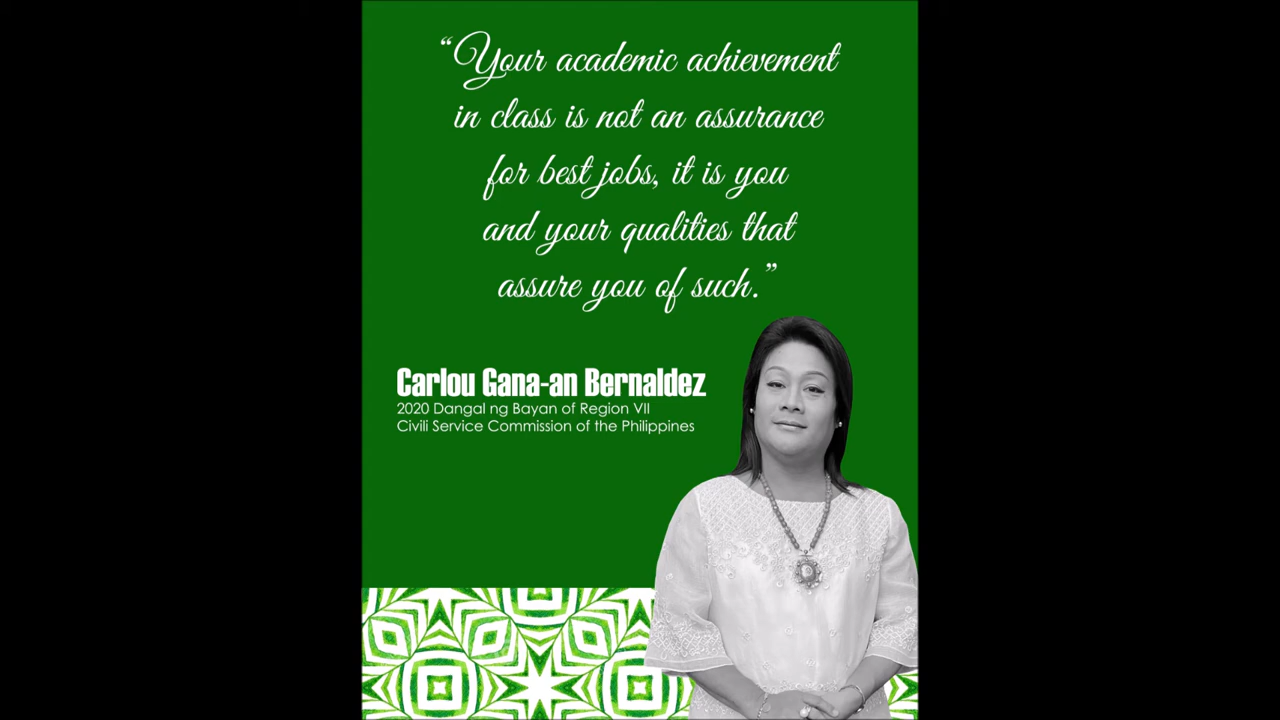 “Your academic achievement
in class is not an assurance
for best jobs, it is you
and your qualities that
assure you of such.”
Carlou Gana-an Bernaldez
2020 Dangal ng Bayan of Region VII
Civili Service Commission of the Philippines